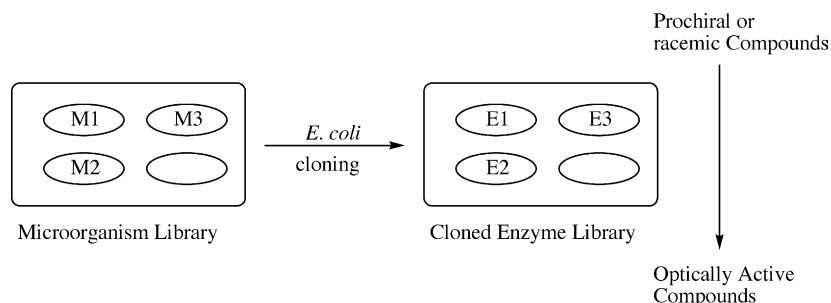 Prochiral or
racemic Compounds
M1
M3
M2
E. coli
cloning
E1
E3
E2
Microorganism Library
Cloned Enzyme Library
Optically Active
Compounds